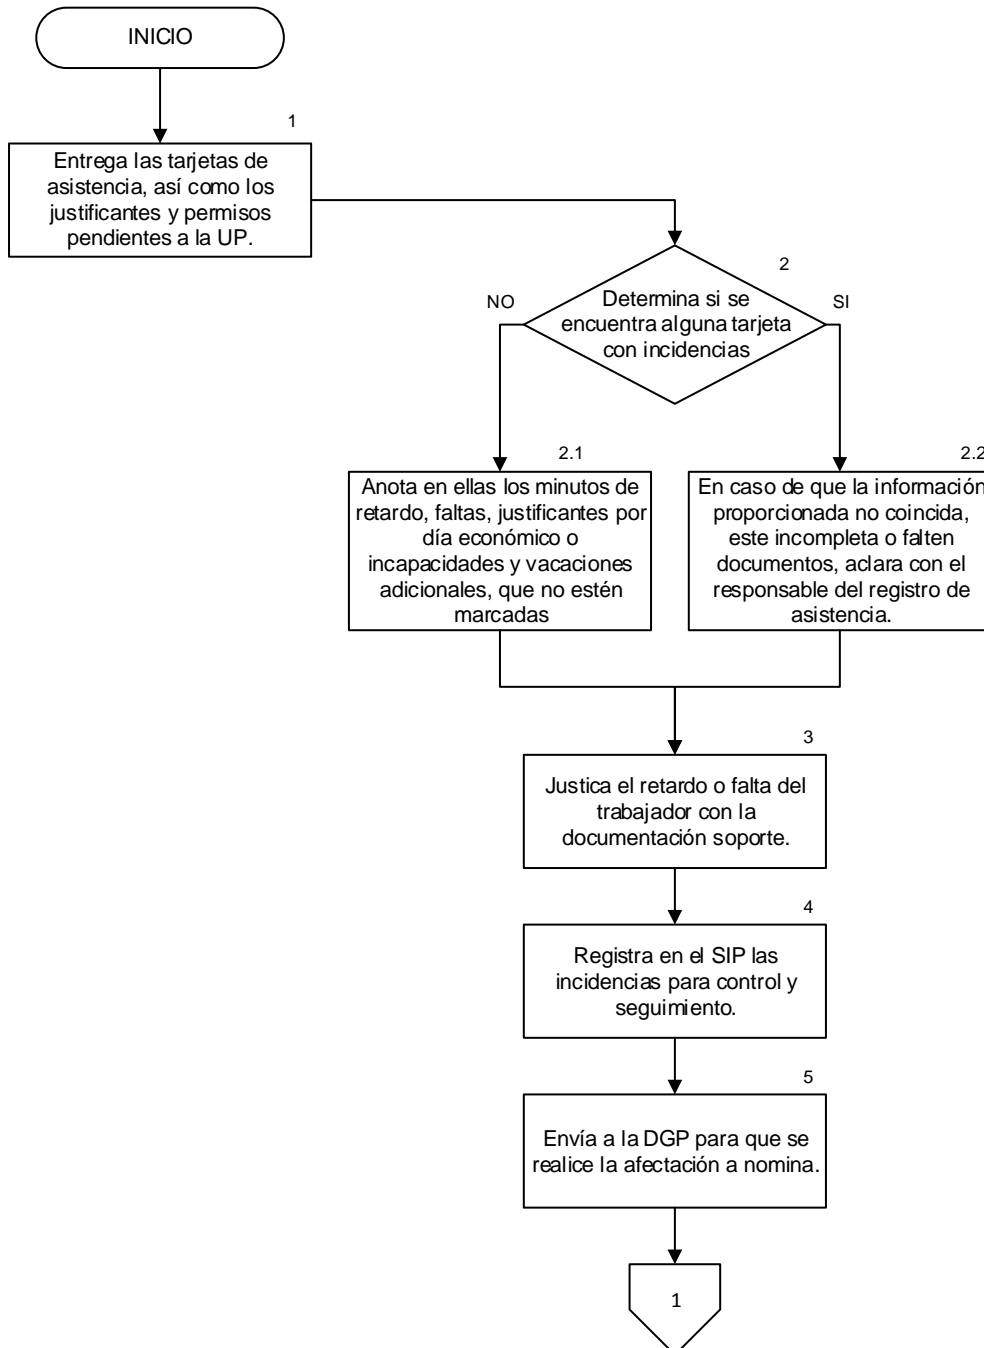 INICIO
1
Entrega las tarjetas de
asistencia, así como los
justificantes y permisos
pendientes a la UP.
2
Determina si se
encuentra alguna tarjeta
con incidencias
NO
SI
2.1
Anota en ellas los minutos de
retardo, faltas, justificantes por
día económico o
incapacidades y vacaciones
adicionales, que no estén
marcadas
2.2
En caso de que la información
proporcionada no coincida,
este incompleta o falten
documentos, aclara con el
responsable del registro de
asistencia.
3
Justica el retardo o falta del
trabajador con la
documentación soporte.
4
Registra en el SIP las
incidencias para control y
seguimiento.
5
Envía a la DGP para que se
realice la afectación a nomina.
1